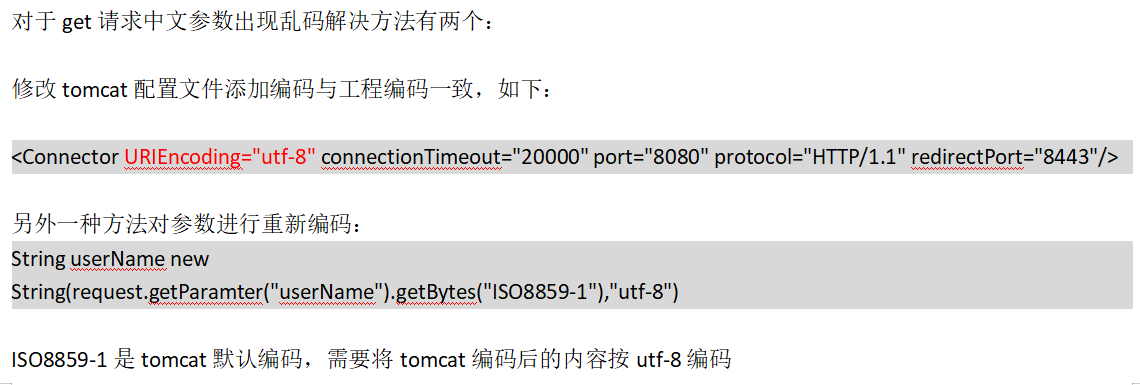 对于 get 请求中文参数出现乱码解决方法有两个：
修改 tomcat 配置文件添加编码与工程编码一致，如下：
<Connector URIEncoding="utf-8" connectionTimeout="20000" port="8080" protocol="HTTP/1.1" redirectPort="8443"/>
另外一种方法对参数进行重新编码：
String userName new
String(request.getParamter("userName").getBytes("ISO8859-1"),"utf-8")
ISO8859-1 是 tomcat 默认编码，需要将 tomcat 编码后的内容按 utf-8 编码